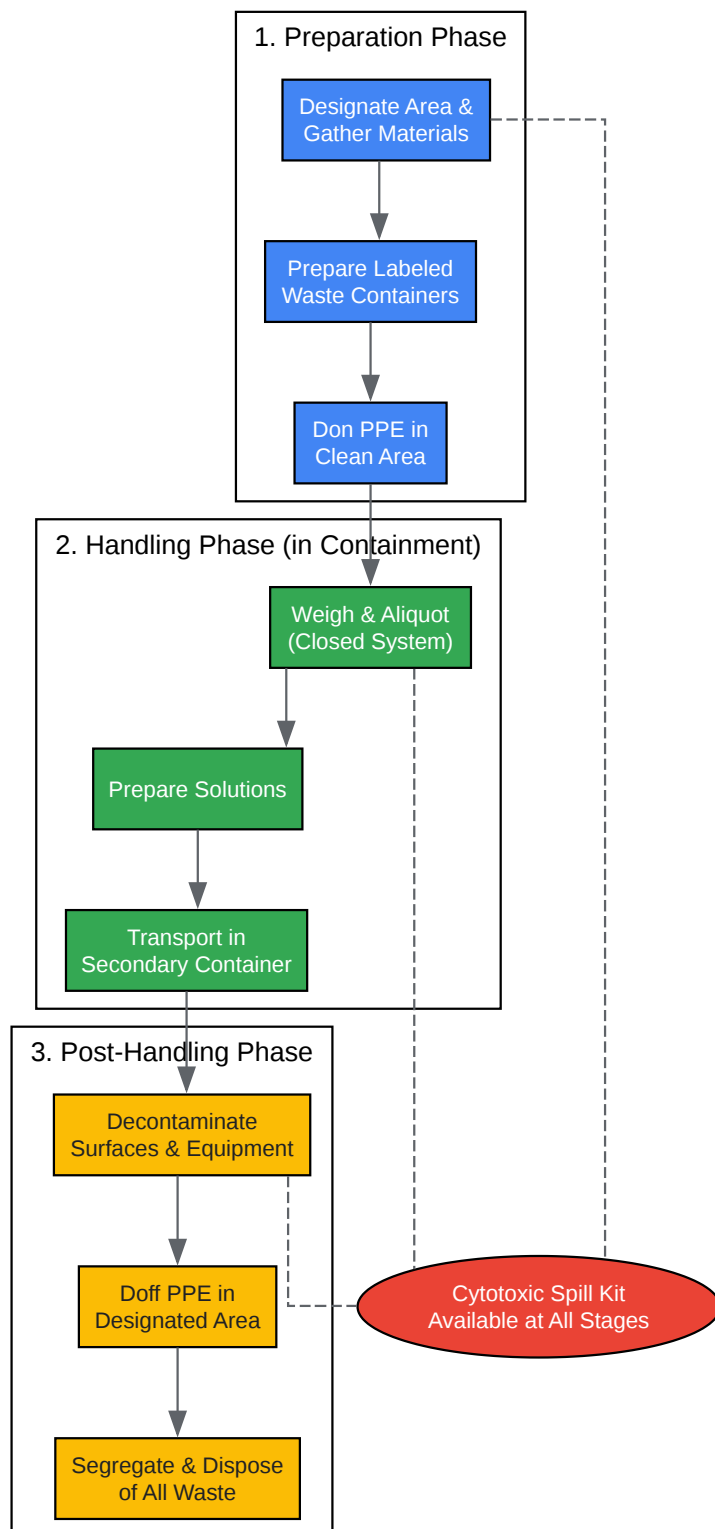 1. Preparation Phase
Designate Area &
Gather Materials
Prepare Labeled
Waste Containers
Don PPE in
Clean Area
2. Handling Phase (in Containment)
Weigh & Aliquot
(Closed System)
Prepare Solutions
Transport in
Secondary Container
3. Post-Handling Phase
Decontaminate
Surfaces & Equipment
Doff PPE in
Designated Area
Cytotoxic Spill Kit
Available at All Stages
Segregate & Dispose
of All Waste